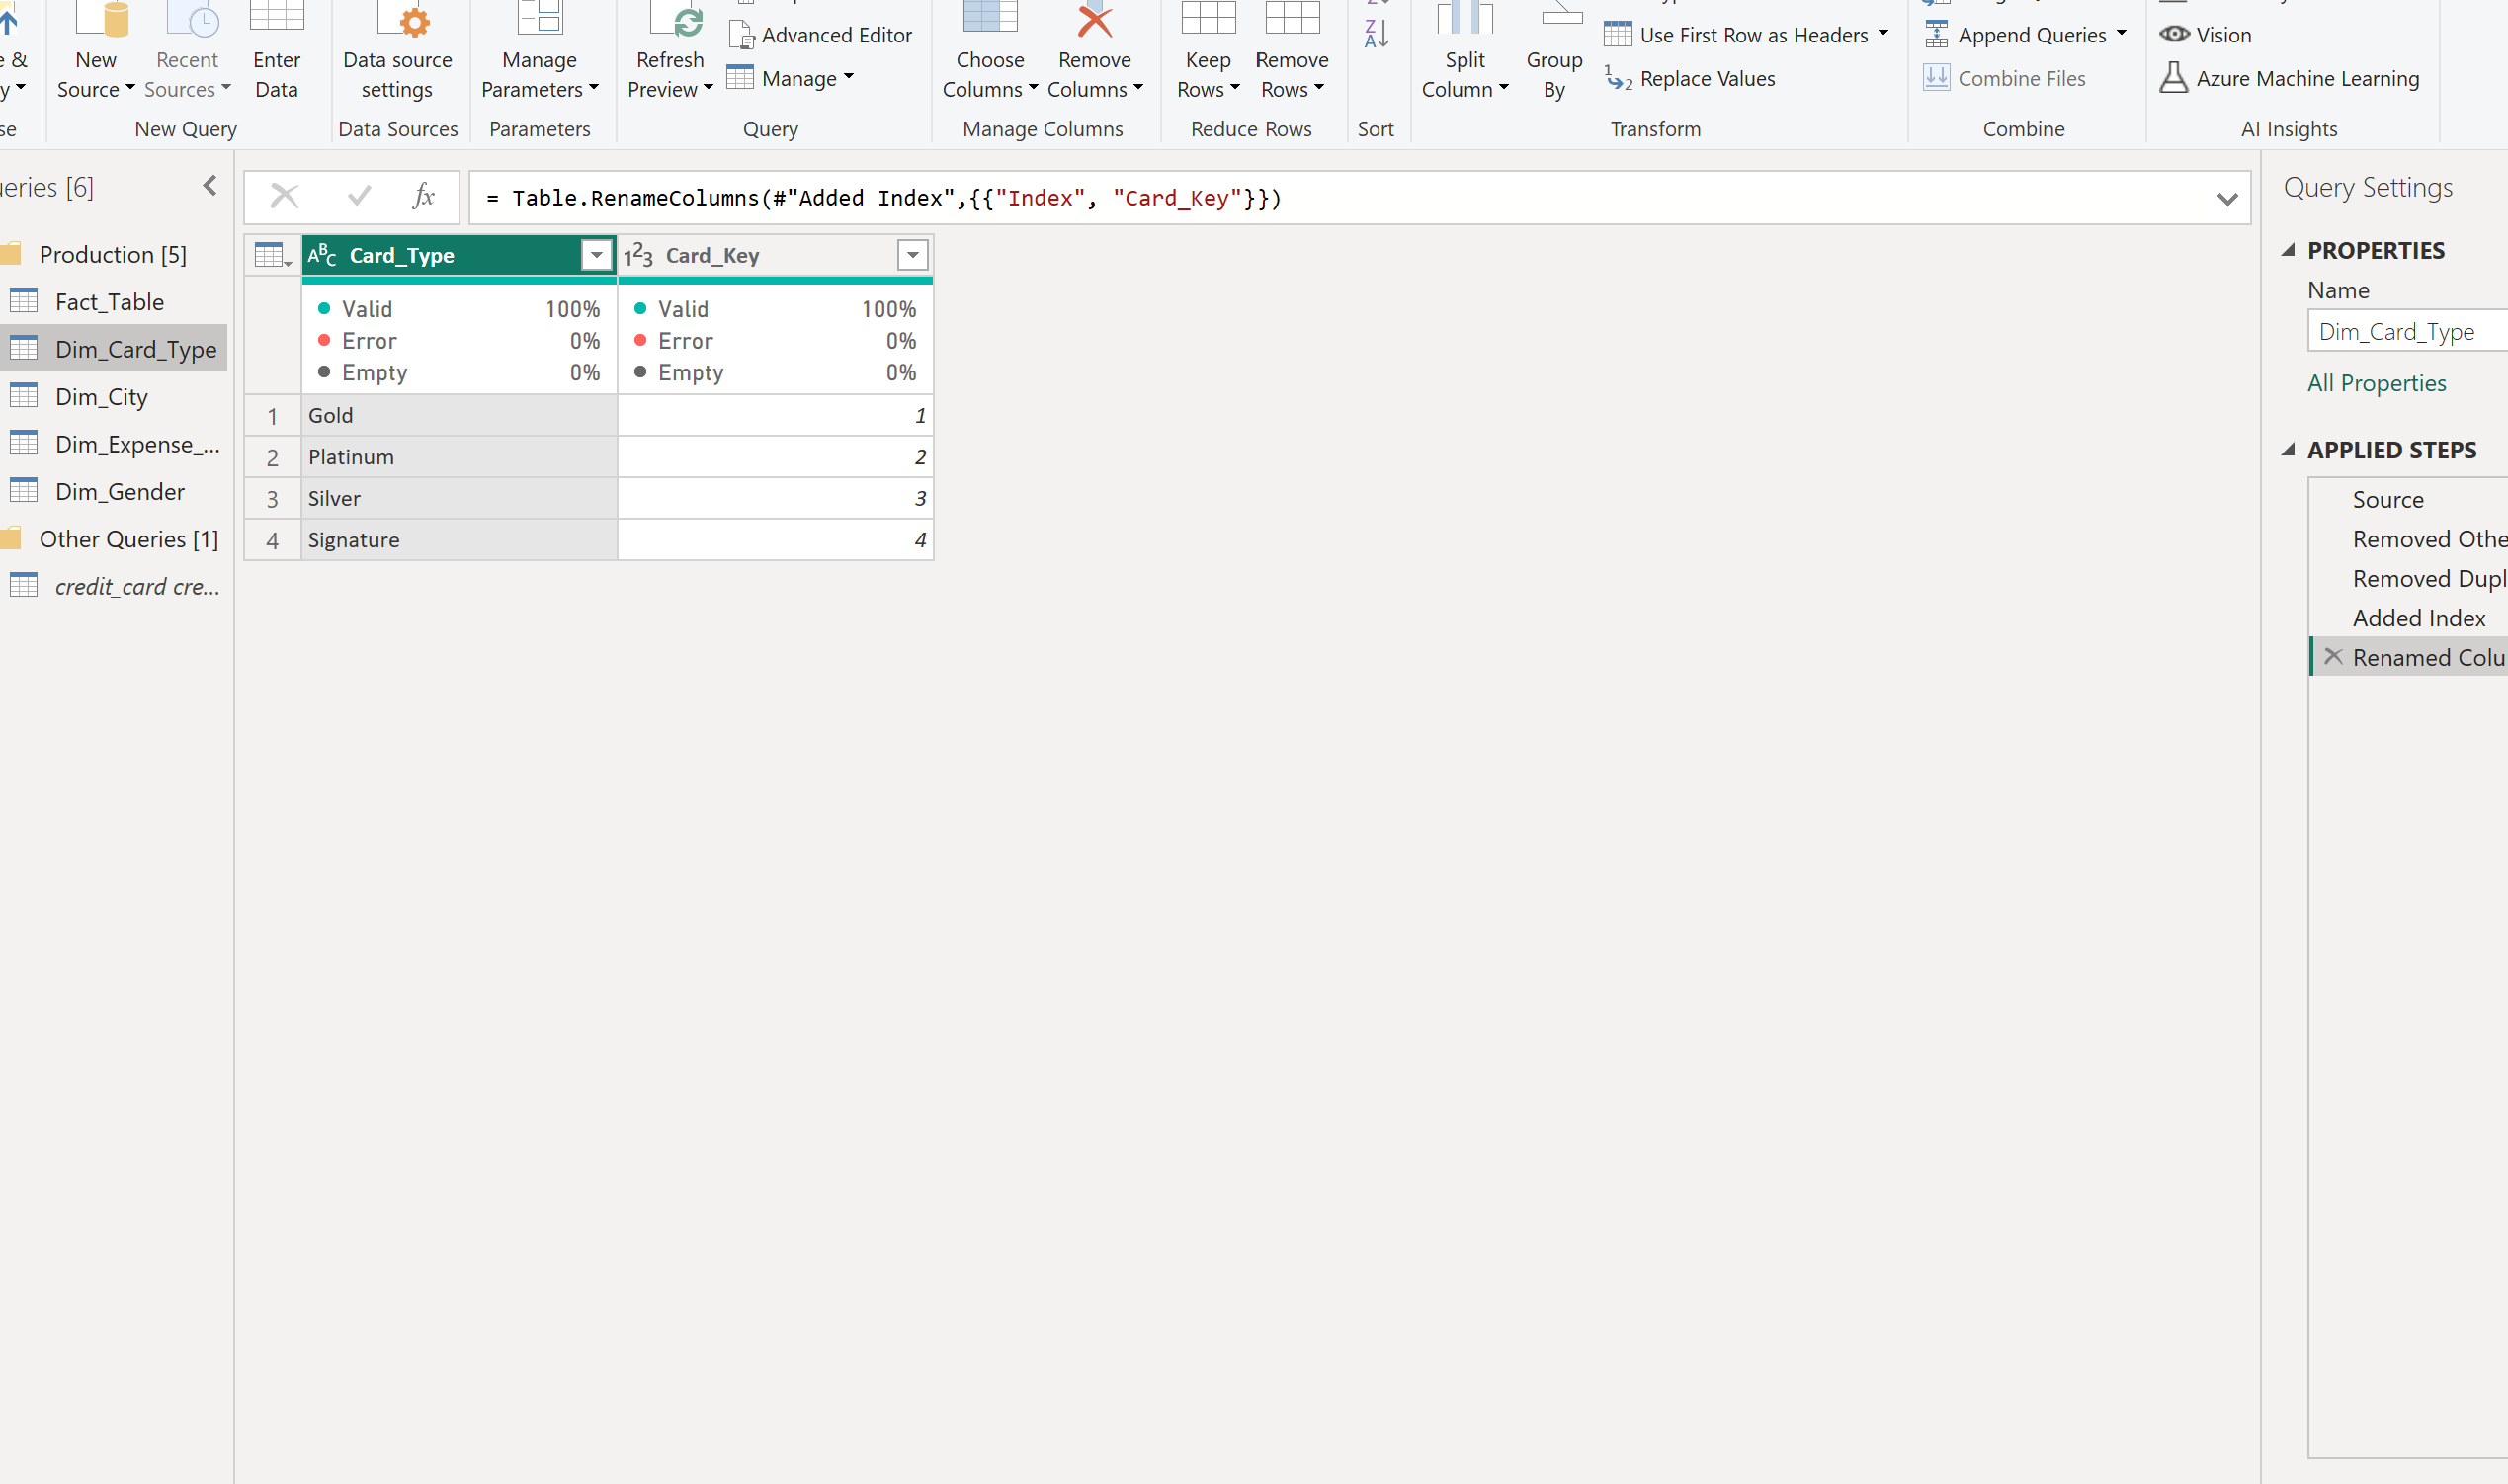 e &
y
se
New
Source
Recent
Sources
Enter
Data
New Query
Data source
settings
Data Sources
Manage
Parameters
Parameters
Refresh
Preview
Advanced Editor
Manage
Query
Choose
Columns
Remove
Columns
Manage Columns
Keep
Rows
Remove
Rows
Reduce Rows
Sort
Split
Column
Group
By
Use First Row as Headers
Replace Values
Transform
Append Queries
Combine Files
Combine
Vision
Azure Machine Learning
AI Insights
ueries [6]
Production [5]
Fact_Table
Dim_Card_Type
Dim_City
Dim_Expense_...
Dim_Gender
Other Queries [1]
credit_card cre...
fx
= Table.RenameColumns(#"Added Index",{{"Index", "Card_Key"}})
ABC Card_Type
123 Card_Key
Valid 100%
Error 0%
Empty 0%
Valid 100%
Error 0%
Empty 0%
1 Gold 1
2 Platinum 2
3 Silver 3
4 Signature 4
Query Settings
PROPERTIES
Name
Dim_Card_Type
All Properties
APPLIED STEPS
Source
Removed Othe
Removed Dupl
Added Index
Renamed Colu